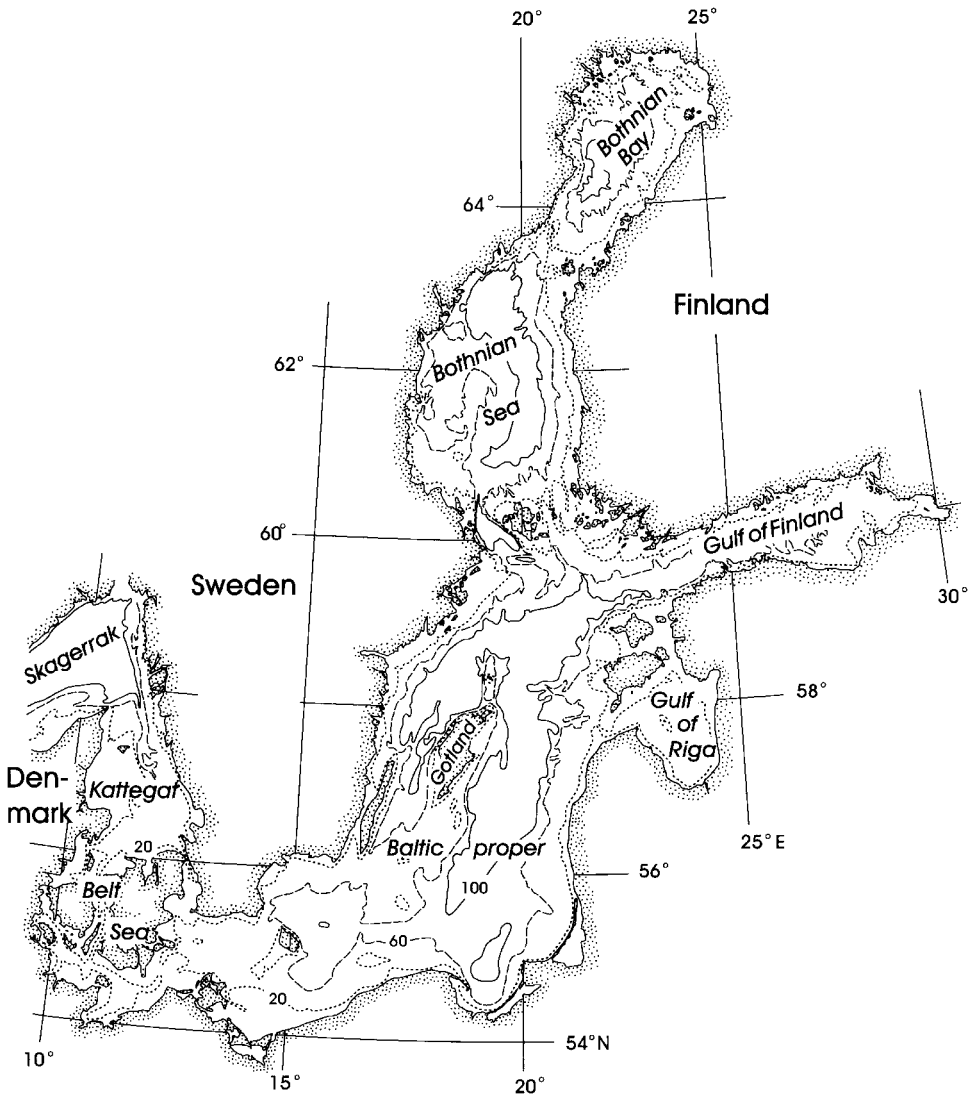 20°
25°
Bothnian
Bay
64°
Finland
62°
Bothnian
Sea
60°
Gulf of Finland
Sweden
30°
Skagerrak
58°
Gulf
of
Riga
Gotland
Den-
mark
Kattegat
25°E
20
Baltic proper
56°
100
Belt
Sea
60
20
54°N
10°
15°
20°